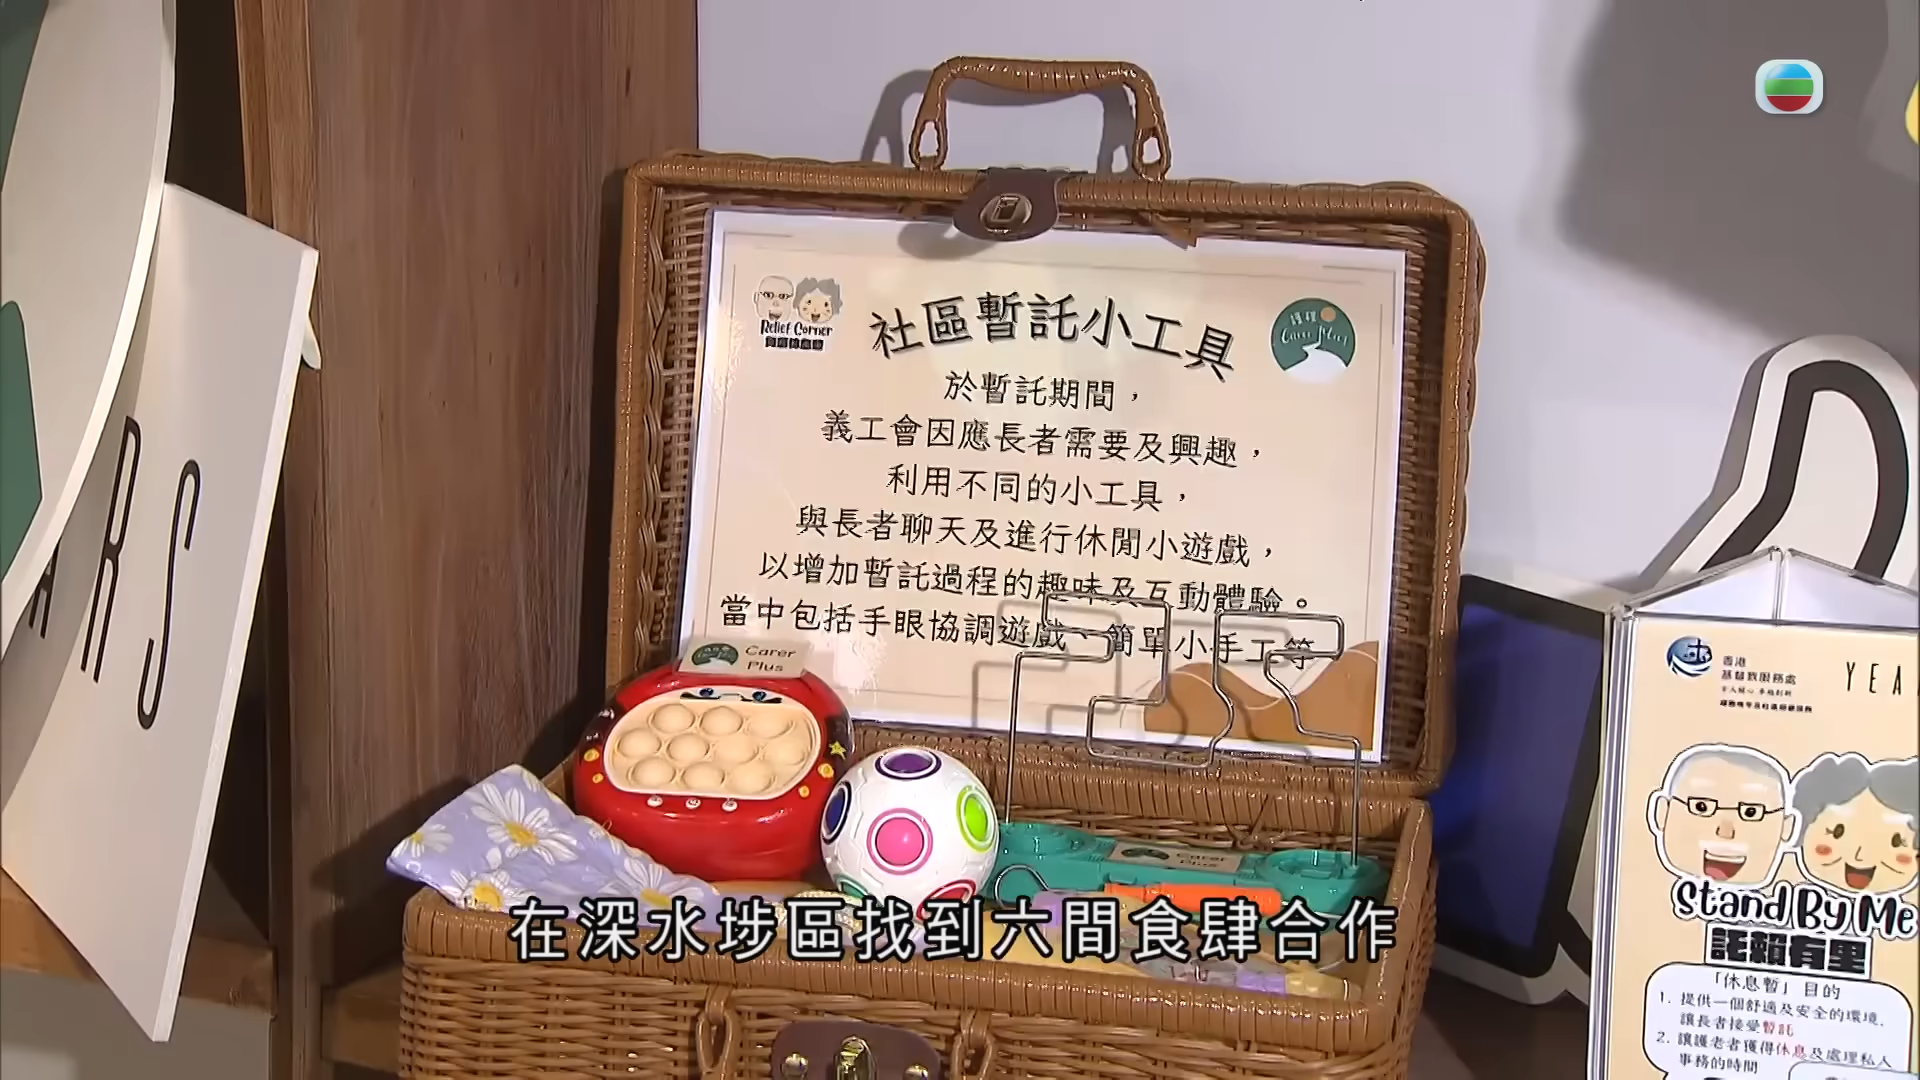 ARS
Relief Corner
社區暫託小工具
護程
Carer Plus
於暫託期間，
義工會因應長者需要及興趣，
利用不同的小工具，
與長者聊天及進行休閒小遊戲，
以增加暫託過程的趣味及互動體驗。
當中包括手眼協調遊戲、簡單小手工等
Carer
Plus
Carer
Plus
在深水埗區找到六間食肆合作
香港
基督教服務處
YEA
Stand By Me
託賴有里
「休息暫」目的
1. 提供一個舒適及安全的環境，
讓長者接受暫託
2. 讓護老者獲得休息及處理私人
事務的時間